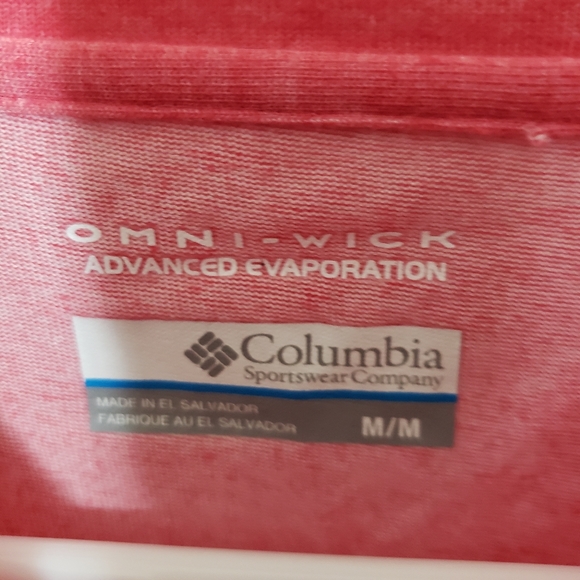 OMNI-WICK
ADVANCED EVAPORATION
Columbia
Sportswear Company
MADE IN EL SALVADOR
FABRIQUE AU EL SALVADOR
M/M